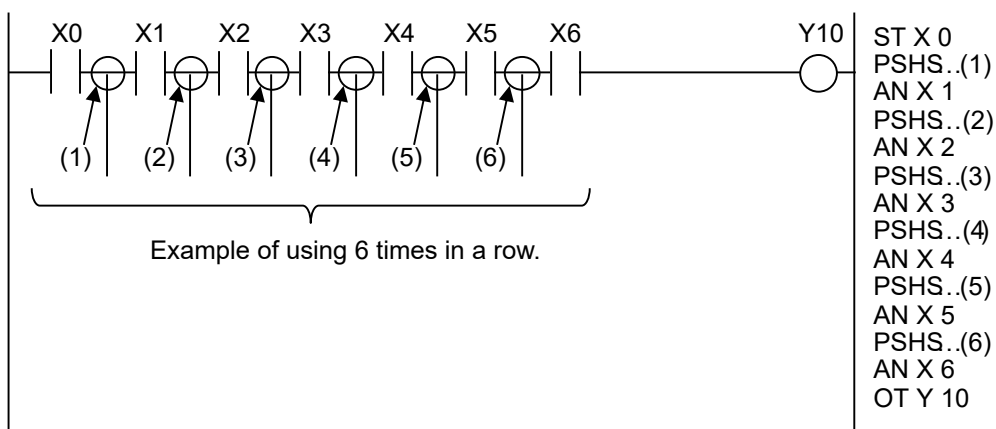 X0 X1 X2 X3 X4 X5 X6 Y10
(1) (2) (3) (4) (5) (6)
Example of using 6 times in a row.
ST X 0
PSHS...(1)
AN X 1
PSHS...(2)
AN X 2
PSHS...(3)
AN X 3
PSHS...(4)
AN X 4
PSHS...(5)
AN X 5
PSHS...(6)
AN X 6
OT Y 10